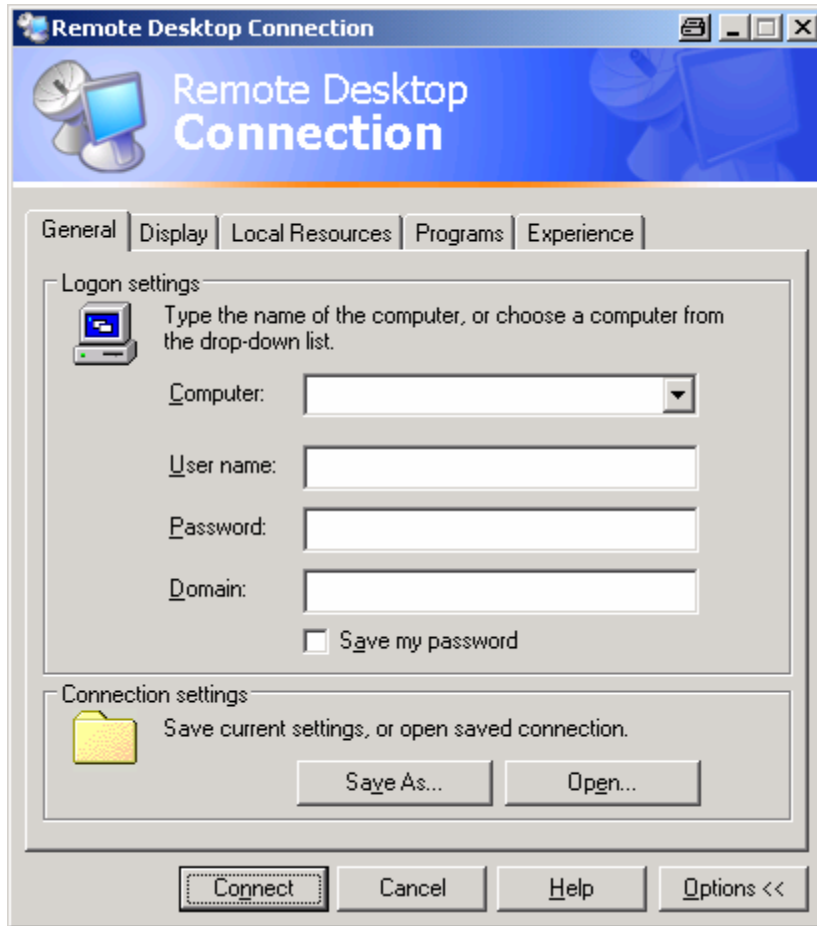 Remote Desktop Connection
Remote Desktop
Connection
General Display Local Resources Programs Experience
Logon settings
Type the name of the computer, or choose a computer from
the drop-down list.
Computer:
User name:
Password:
Domain:
Save my password
Connection settings
Save current settings, or open saved connection.
Save As... Open...
Connect Cancel Help Options <<